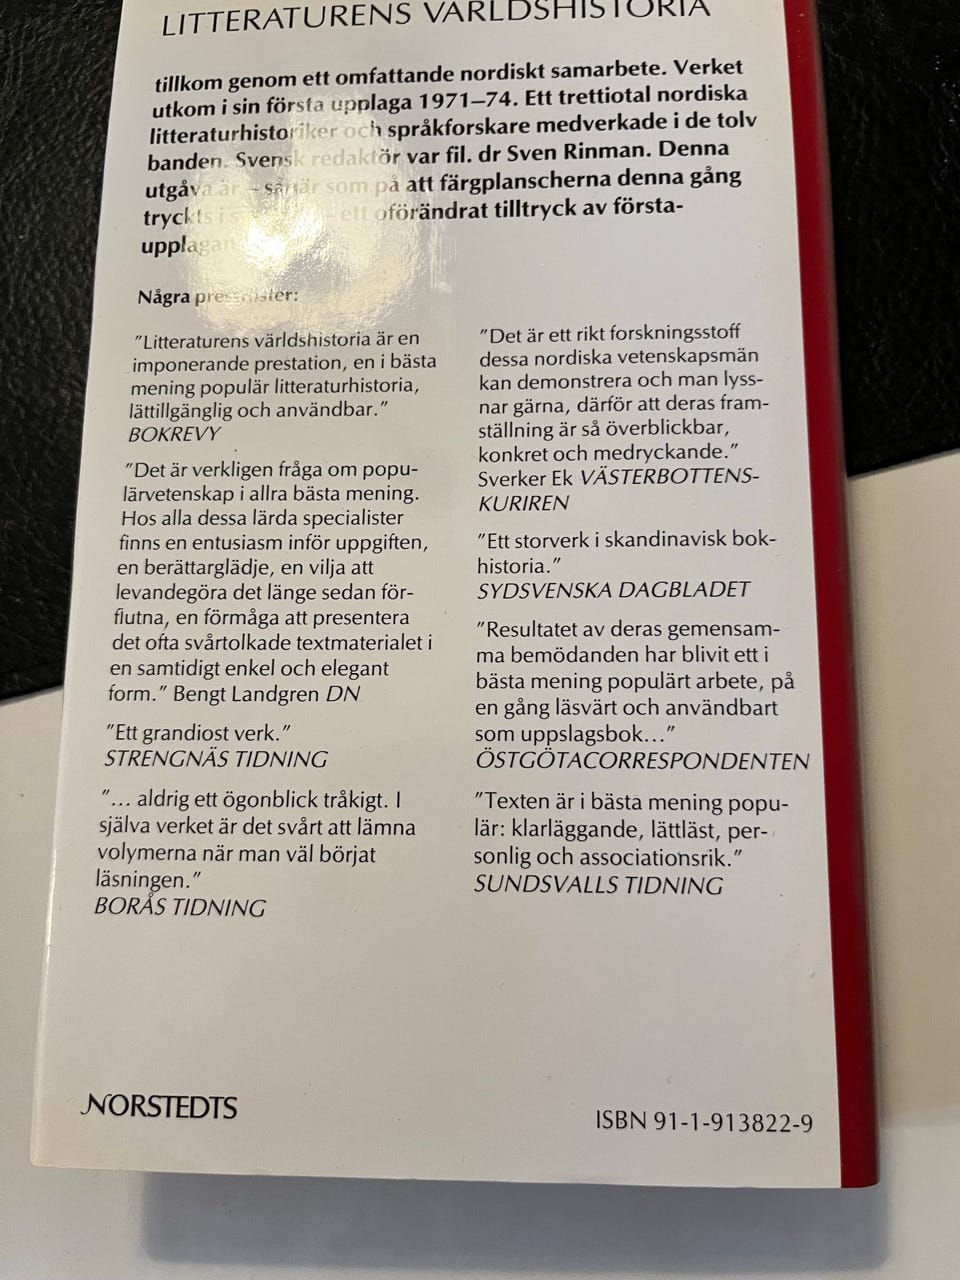 LITTERATURENS VÄRLDSHISTORIA
tillkom genom ett omfattande nordiskt samarbete. Verket
utkom i sin första upplaga 1971–74. Ett trettiotal nordiska
litteraturhistoriker och språkforskare medverkade i de tolv
banden. Svensk redaktör var fil. dr Sven Rinman. Denna
utgåva är – så när som på att färgplanscherna denna gång
tryckts i – ett oförändrat tilltryck av första-
upplagan
Några pressröster:
”Litteraturens världshistoria är en
imponerande prestation, en i bästa
mening populär litteraturhistoria,
lättillgänglig och användbar.”
BOKREVY
”Det är verkligen fråga om popu-
lärvetenskap i allra bästa mening.
Hos alla dessa lärda specialister
finns en entusiasm inför uppgiften,
en berättarglädje, en vilja att
levandegöra det länge sedan för-
flutna, en förmåga att presentera
det ofta svårtolkade textmaterialet i
en samtidigt enkel och elegant
form.” Bengt Landgren DN
”Ett grandiost verk.”
STRENGNÄS TIDNING
”... aldrig ett ögonblick tråkigt. I
själva verket är det svårt att lämna
volymerna när man väl börjat
läsningen.”
BORÅS TIDNING
”Det är ett rikt forskningsstoff
dessa nordiska vetenskapsmän
kan demonstrera och man lyss-
nar gärna, därför att deras fram-
ställning är så överblickbar,
konkret och medryckande.”
Sverker Ek VÄSTERBOTTENS-
KURIREN
”Ett storverk i skandinavisk bok-
historia.”
SYDSVENSKA DAGBLADET
”Resultatet av deras gemensam-
ma bemödanden har blivit ett i
bästa mening populärt arbete, på
en gång läsvärt och användbart
som uppslagsbok...”
ÖSTGÖTACORRESPONDENTEN
”Texten är i bästa mening popu-
lär: klarläggande, lättläst, per-
sonlig och associationsrik.”
SUNDSVALLS TIDNING
NORSTEDTS
ISBN 91-1-913822-9